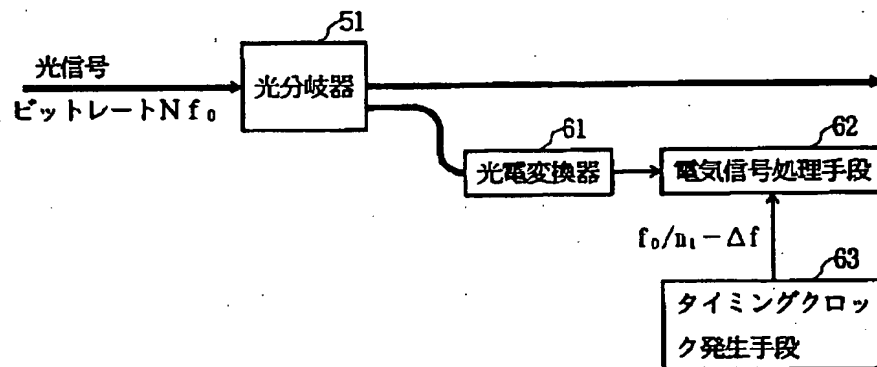 51
光信号
光分岐器
ビットレートNf₀
61
62
光電変換器
電気信号処理手段
f₀/n₁−Δf
63
タイミングクロッ
ク発生手段